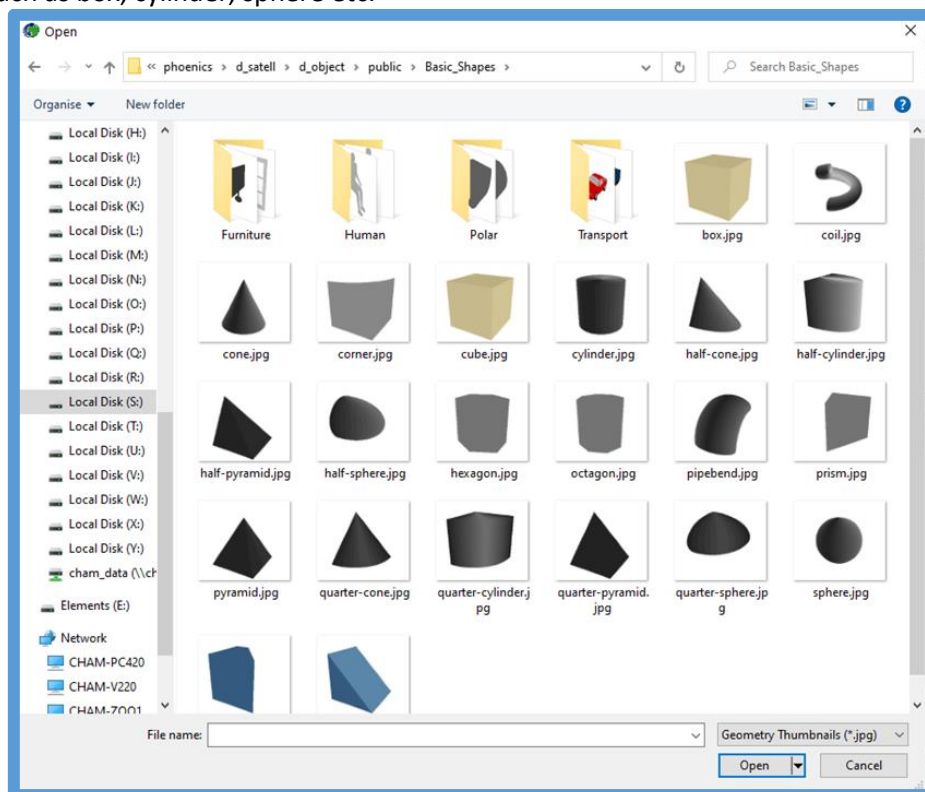 Open
« phoenics › d_satell › d_object › public › Basic_Shapes ›
Search Basic_Shapes
Organise
New folder
Local Disk (H:)
Local Disk (I:)
Local Disk (J:)
Local Disk (K:)
Local Disk (L:)
Local Disk (M:)
Local Disk (N:)
Local Disk (O:)
Local Disk (P:)
Local Disk (Q:)
Local Disk (R:)
Local Disk (S:)
Local Disk (T:)
Local Disk (U:)
Local Disk (V:)
Local Disk (W:)
Local Disk (X:)
Local Disk (Y:)
cham_data (\\ch
Elements (E:)
Network
CHAM-PC420
CHAM-V220
CHAM-ZOO1
Furniture
Human
Polar
Transport
box.jpg
coil.jpg
cone.jpg
corner.jpg
cube.jpg
cylinder.jpg
half-cone.jpg
half-cylinder.jpg
half-pyramid.jpg
half-sphere.jpg
hexagon.jpg
octagon.jpg
pipebend.jpg
prism.jpg
pyramid.jpg
quarter-cone.jpg
quarter-cylinder.j
pg
quarter-pyramid.
jpg
quarter-sphere.jp
g
sphere.jpg
File name:
Geometry Thumbnails (*.jpg)
Open
Cancel